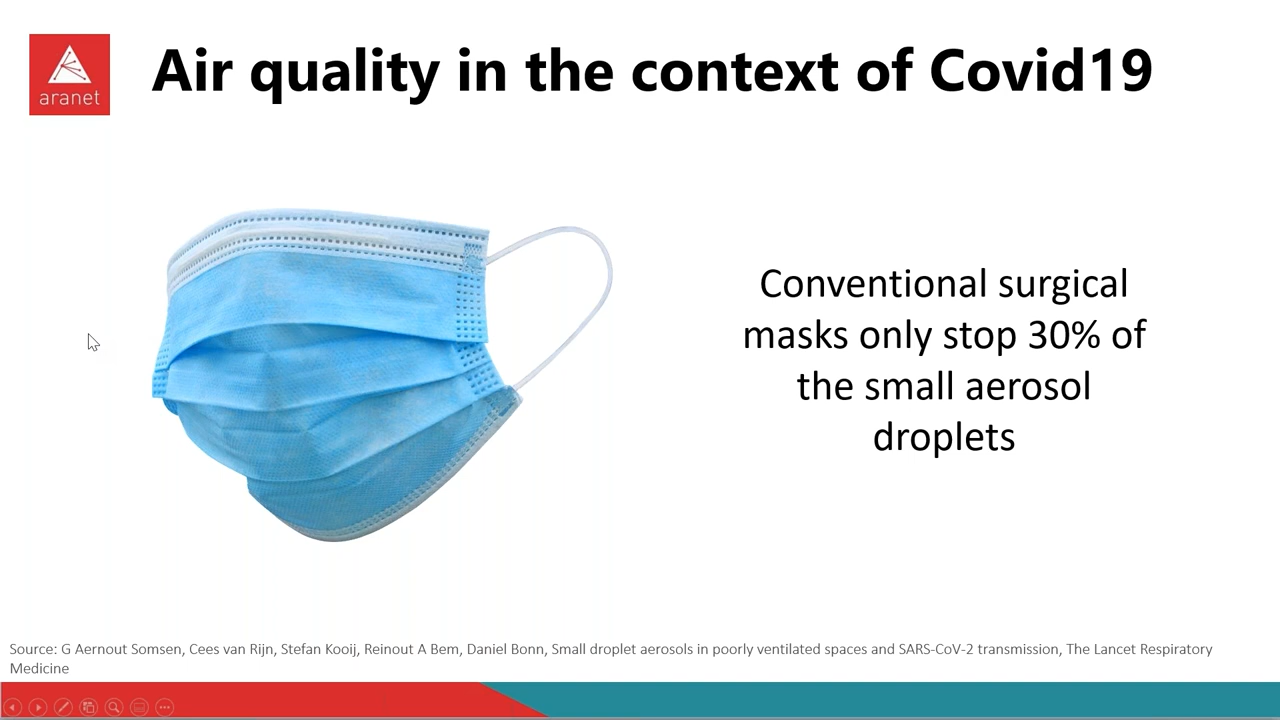 aranet
Air quality in the context of Covid19
Conventional surgical
masks only stop 30% of
the small aerosol
droplets
Source: G Aernout Somsen, Cees van Rijn, Stefan Kooij, Reinout A Bem, Daniel Bonn, Small droplet aerosols in poorly ventilated spaces and SARS-CoV-2 transmission, The Lancet Respiratory
Medicine